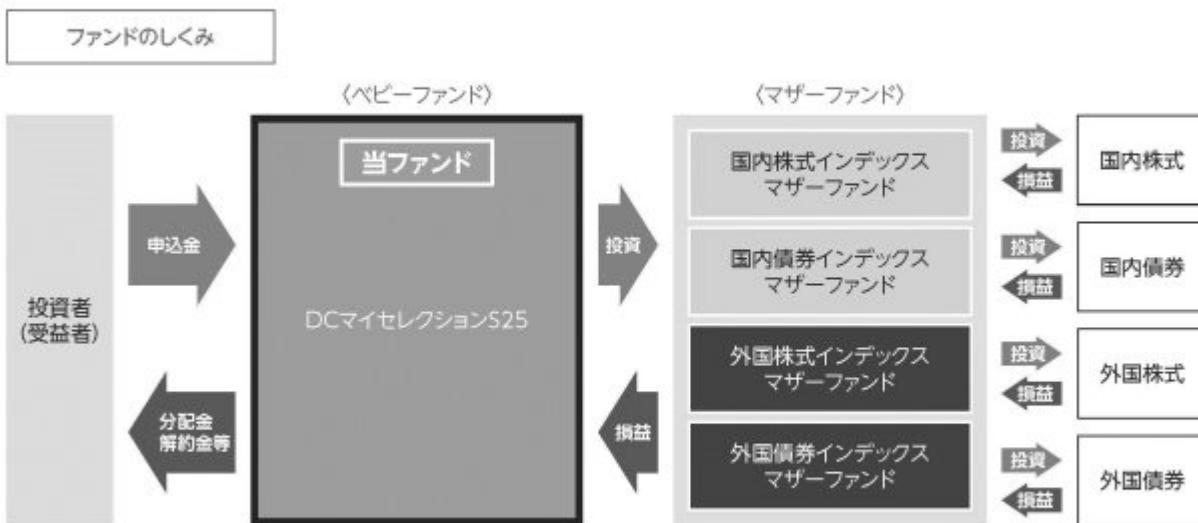 ファンドのしくみ
〈ベビーファンド〉
〈マザーファンド〉
投資者
(受益者)
申込金
分配金
解約金等
当ファンド
DCマイセレクションS25
投資
損益
国内株式インデックス
マザーファンド
投資
損益
国内株式
国内債券インデックス
マザーファンド
投資
損益
国内債券
外国株式インデックス
マザーファンド
投資
損益
外国株式
外国債券インデックス
マザーファンド
投資
損益
外国債券